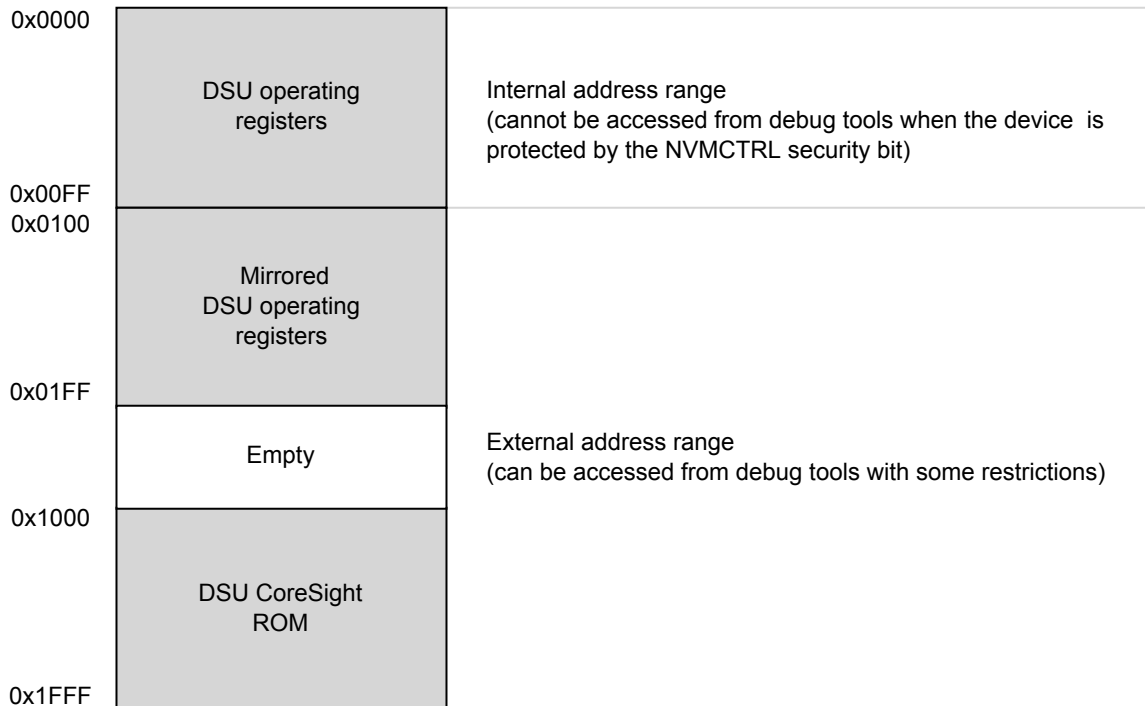 0x0000
DSU operating
registers
Internal address range
(cannot be accessed from debug tools when the device is
protected by the NVMCTRL security bit)
0x00FF
0x0100
Mirrored
DSU operating
registers
0x01FF
Empty
External address range
(can be accessed from debug tools with some restrictions)
0x1000
DSU CoreSight
ROM
0x1FFF